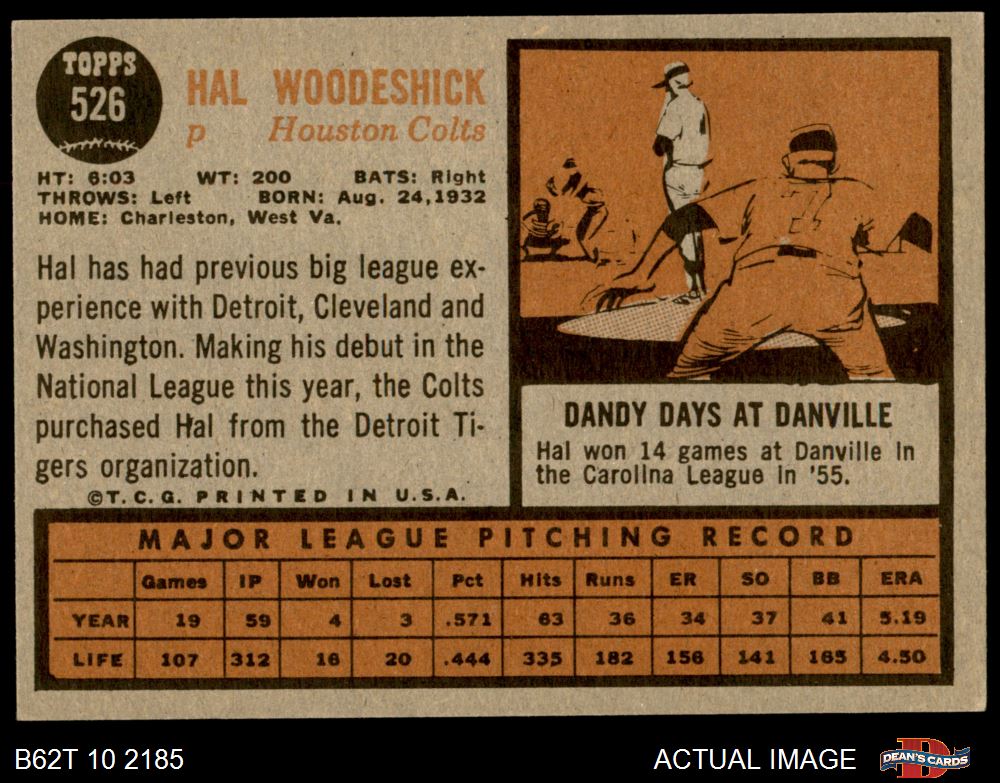 TOPPS
526
HAL WOODESHICK
p Houston Colts
HT: 6:03 WT: 200 BATS: Right
THROWS: Left BORN: Aug. 24,1932
HOME: Charleston, West Va.
Hal has had previous big league ex-
perience with Detroit, Cleveland and
Washington. Making his debut in the
National League this year, the Colts
purchased Hal from the Detroit Ti-
gers organization.
©T. C. G. PRINTED IN U.S.A.
DANDY DAYS AT DANVILLE
Hal won 14 games at Danville in
the Carolina League in '55.
MAJOR LEAGUE PITCHING RECORD
Games IP Won Lost Pct Hits Runs ER SO BB ERA
YEAR 19 59 4 3 .571 63 36 34 37 41 5.19
LIFE 107 312 16 20 .444 335 182 156 141 165 4.50
B62T 10 2185 ACTUAL IMAGE DEAN'S CARDS